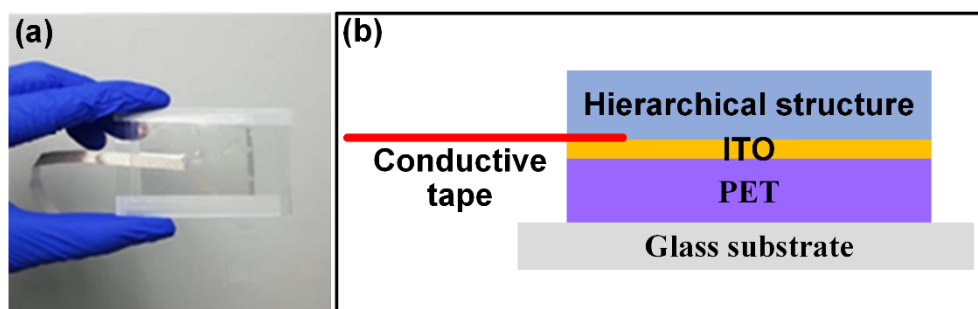 (a)
(b)
Hierarchical structure
ITO
Conductive
tape
PET
Glass substrate